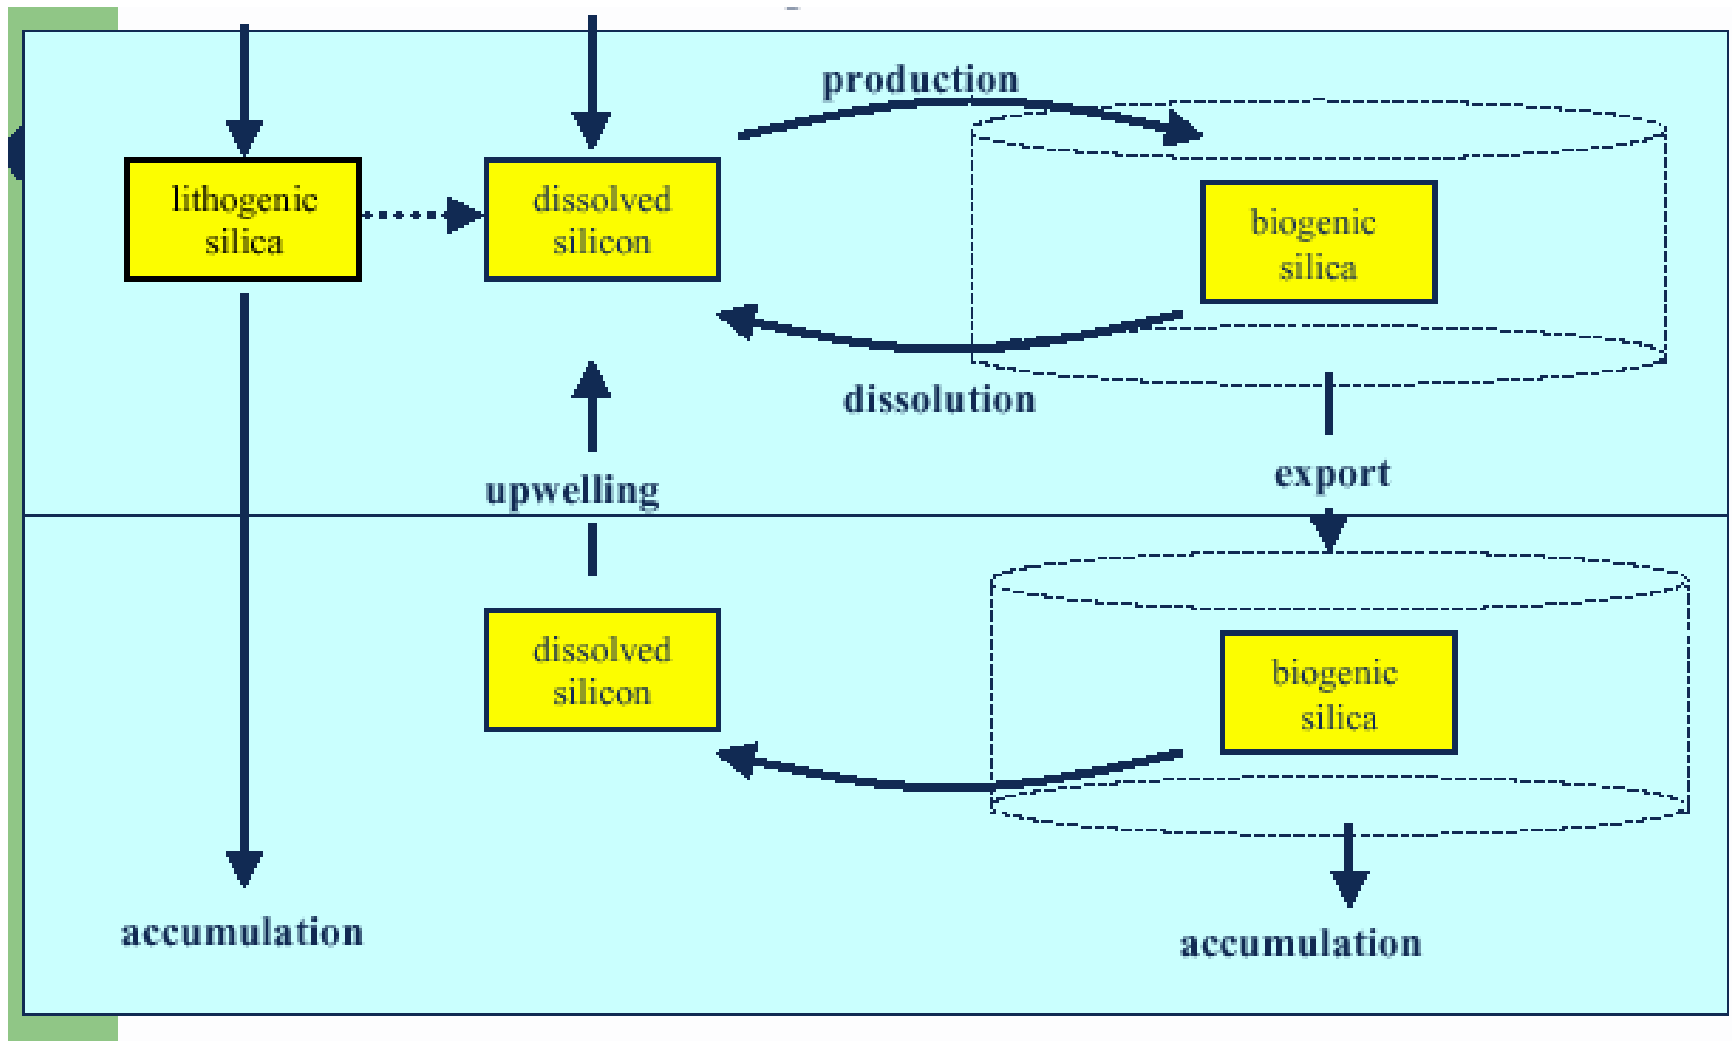 production
lithogenic
silica
dissolved
silicon
biogenic
silica
dissolution
upwelling
export
dissolved
silicon
biogenic
silica
accumulation
accumulation